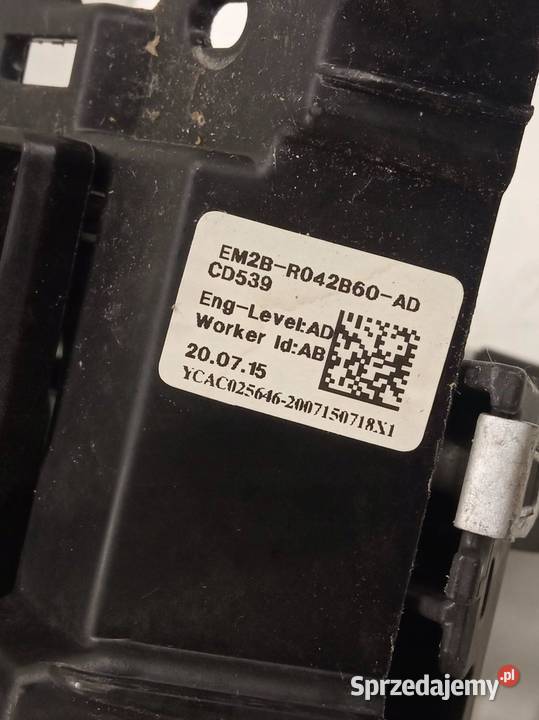 EM2B-R042B60-AD
CD539
Eng-Level:AD
Worker Id:AB
20.07.15
YCAC025646-2007150718X1
Sprzedajemy.pl